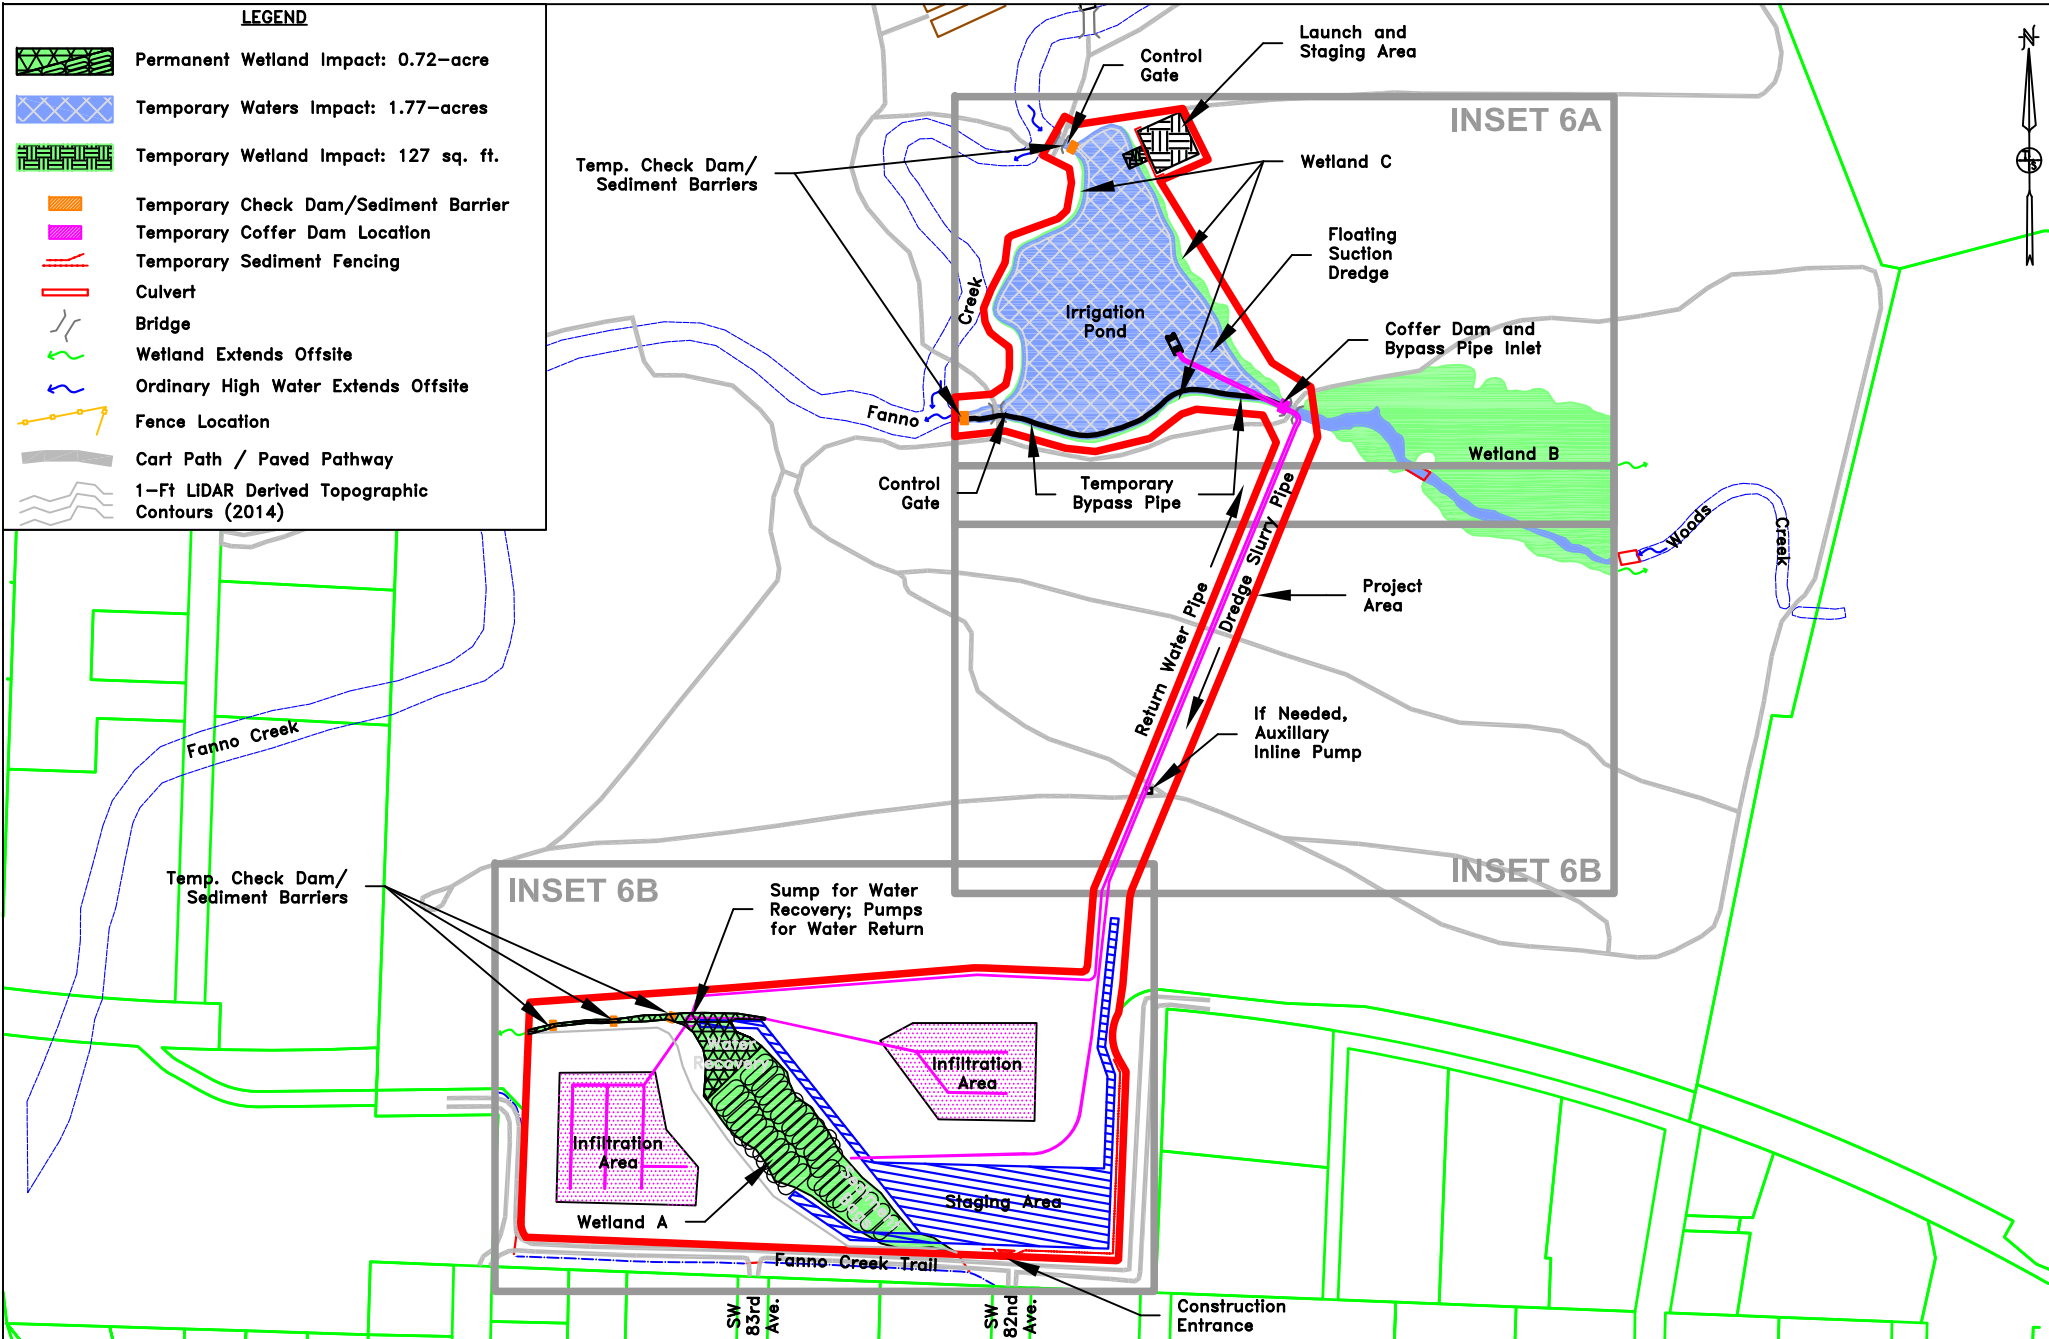 LEGEND
Permanent Wetland Impact: 0.72-acre
Temporary Waters Impact: 1.77-acres
Temporary Wetland Impact: 127 sq. ft.
Temporary Check Dam/Sediment Barrier
Temporary Coffer Dam Location
Temporary Sediment Fencing
Culvert
Bridge
Wetland Extends Offsite
Ordinary High Water Extends Offsite
Fence Location
Cart Path / Paved Pathway
1-Ft LiDAR Derived Topographic
Contours (2014)
Launch and
Staging Area
Control
Gate
INSET 6A
N
Temp. Check Dam/
Sediment Barriers
Wetland C
Floating
Suction
Dredge
Creek
Irrigation
Pond
Coffer Dam and
Bypass Pipe Inlet
Fanno
Wetland B
Control
Gate
Temporary
Bypass Pipe
Woods
Creek
Return Water Pipe
Dredge Slurry Pipe
Project
Area
Fanno Creek
If Needed,
Auxillary
Inline Pump
INSET 6B
Temp. Check Dam/
Sediment Barriers
INSET 6B
Sump for Water
Recovery; Pumps
for Water Return
Water
Recovery
Infiltration
Area
Infiltration
Area
Wetland A
Staging Area
Fanno Creek Trail
SW
83rd
Ave.
SW
82nd
Ave.
Construction
Entrance